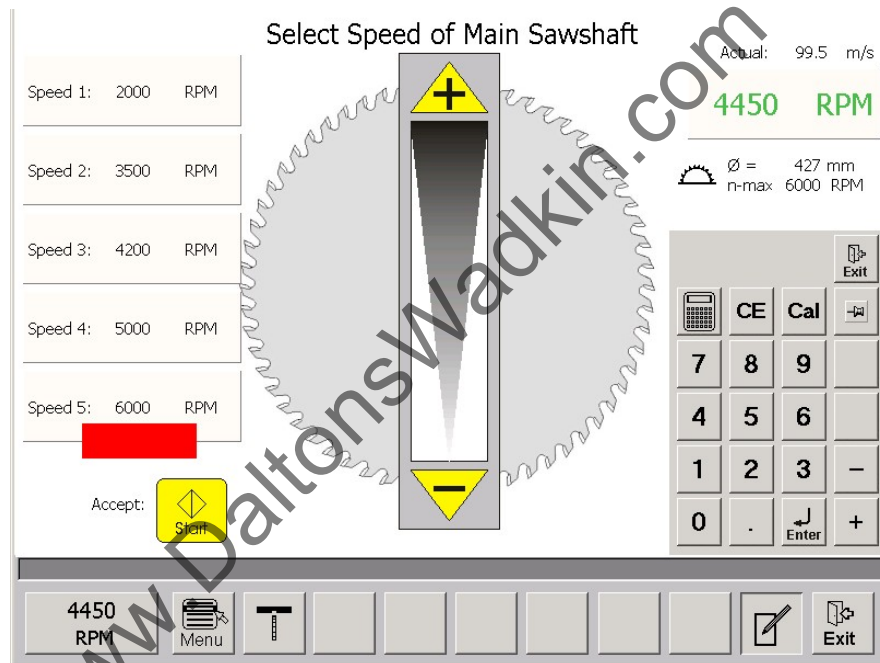 Select Speed of Main Sawshaft
Actual: 99.5 m/s
4450 RPM
Ø = 427 mm
n-max 6000 RPM
Speed 1: 2000 RPM
Speed 2: 3500 RPM
Speed 3: 4200 RPM
Speed 4: 5000 RPM
Speed 5: 6000 RPM
Accept:
Start
+
−
Exit
CE Cal
7 8 9
4 5 6
1 2 3 −
0 . Enter +
4450
RPM
Menu
Exit
www.DaltonsWadkin.com